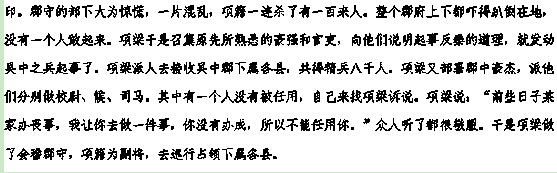 印。郡守的部下大为惊慌，一片混乱，项籍一连杀了有一百来人。整个郡府上下都吓得趴倒在地，
没有一个人敢起来。项梁于是召集原先所熟悉的豪强和官吏，向他们说明起事反秦的道理，就发动
吴中之兵起事了。项梁派人去接收吴中郡下属各县，共得精兵八千人。项梁又部署郡中豪杰，派他
们分别做校尉、候、司马。其中有一个人没有被任用，自己来找项梁诉说。项梁说：“前些日子某
家办丧事，我让你去做一件事，你没有办成，所以不能任用你。”众人听了都很敬服。于是项梁做
了会稽郡守，项籍为副将，去巡行占领下属各县。